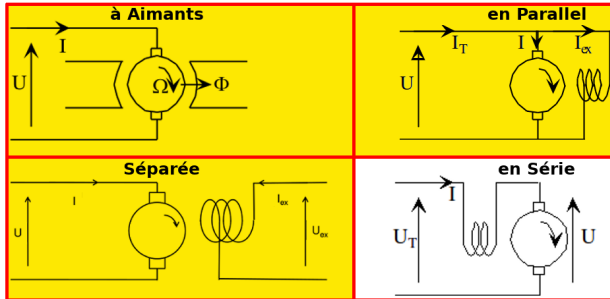 à Aimants
I
U
Ω
Φ
en Parallel
I_T
I
I_ex
U
Séparée
I
I_ex
U
U_ex
en Série
I
U_T
U